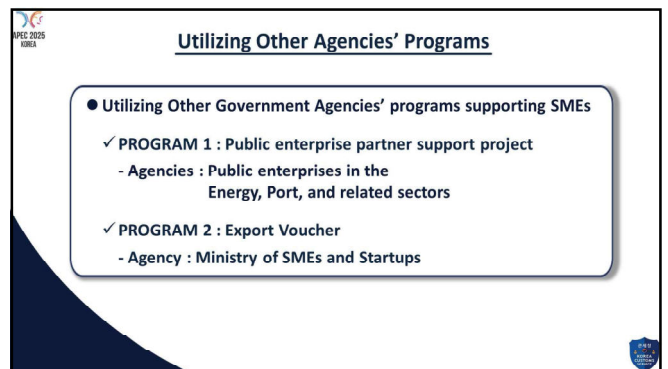 APEC 2025
KOREA
Utilizing Other Agencies’ Programs
● Utilizing Other Government Agencies’ programs supporting SMEs
✓ PROGRAM 1 : Public enterprise partner support project
- Agencies : Public enterprises in the
Energy, Port, and related sectors
✓ PROGRAM 2 : Export Voucher
- Agency : Ministry of SMEs and Startups
KOREA
CUSTOMS